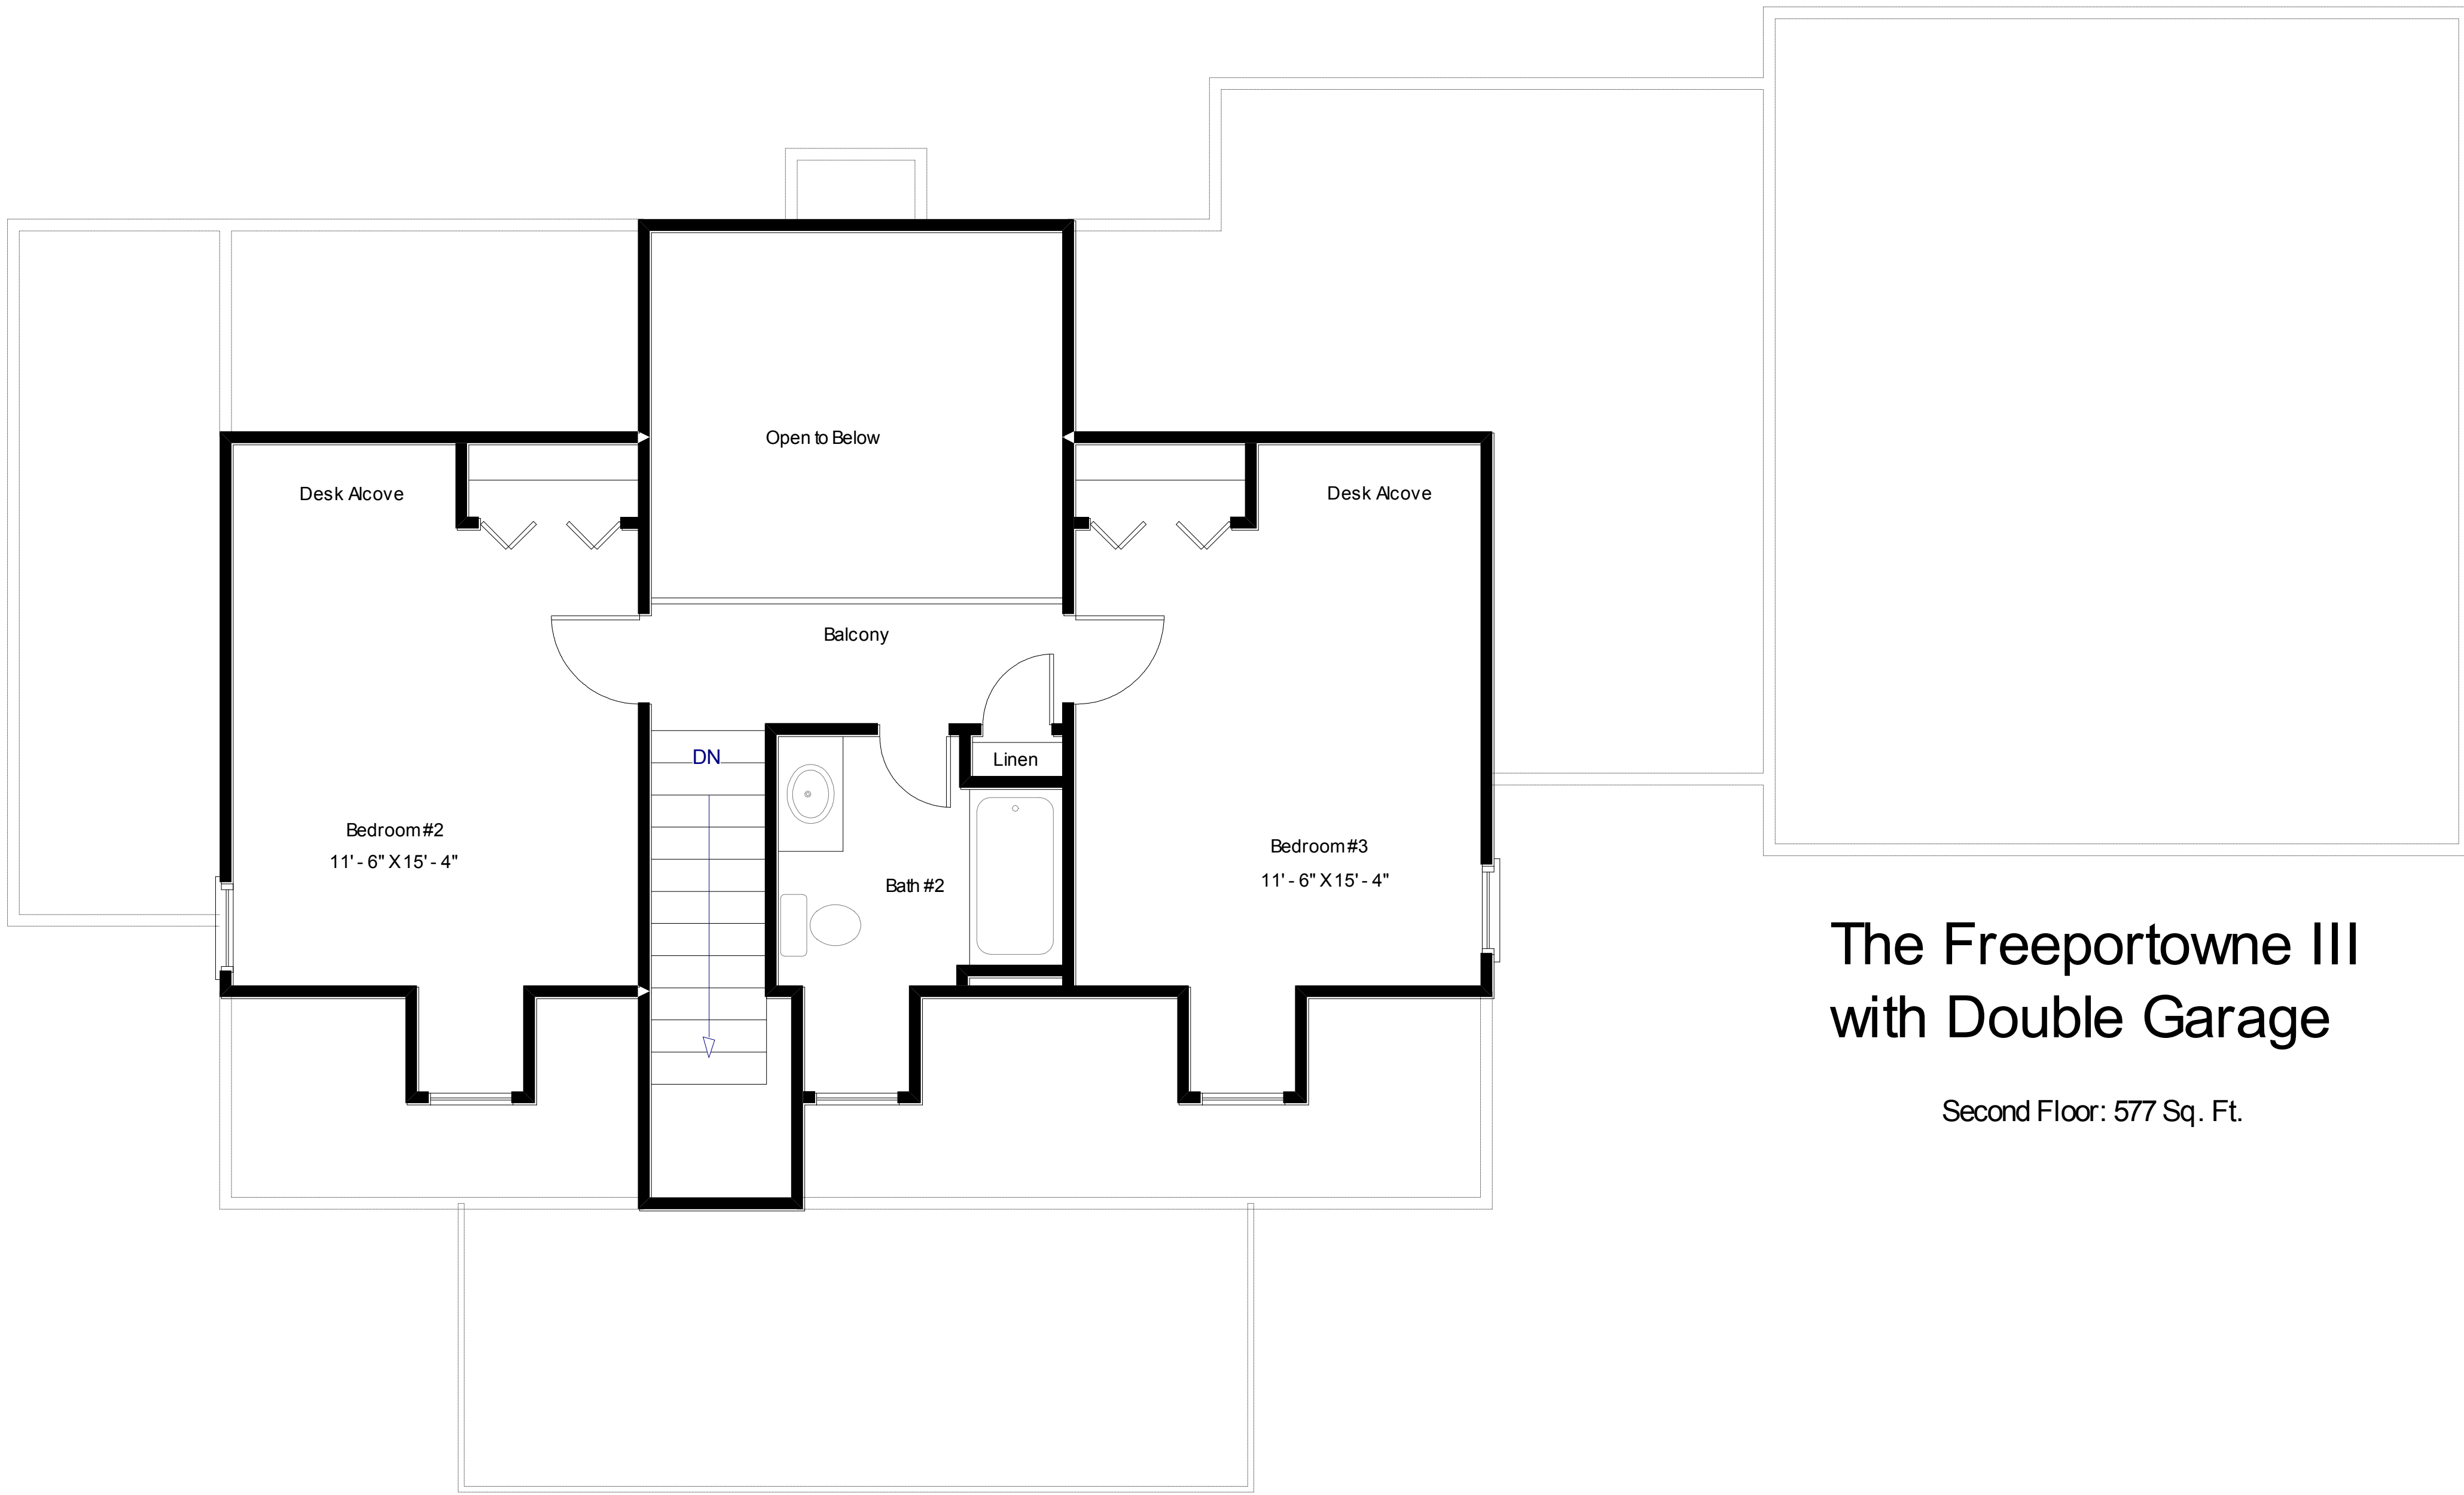 Open to Below
Desk Alcove
Desk Alcove
Balcony
DN
Linen
Bedroom #2
11' - 6" X 15' - 4"
Bath #2
Bedroom #3
11' - 6" X 15' - 4"
The Freeportowne III
with Double Garage
Second Floor: 577 Sq. Ft.